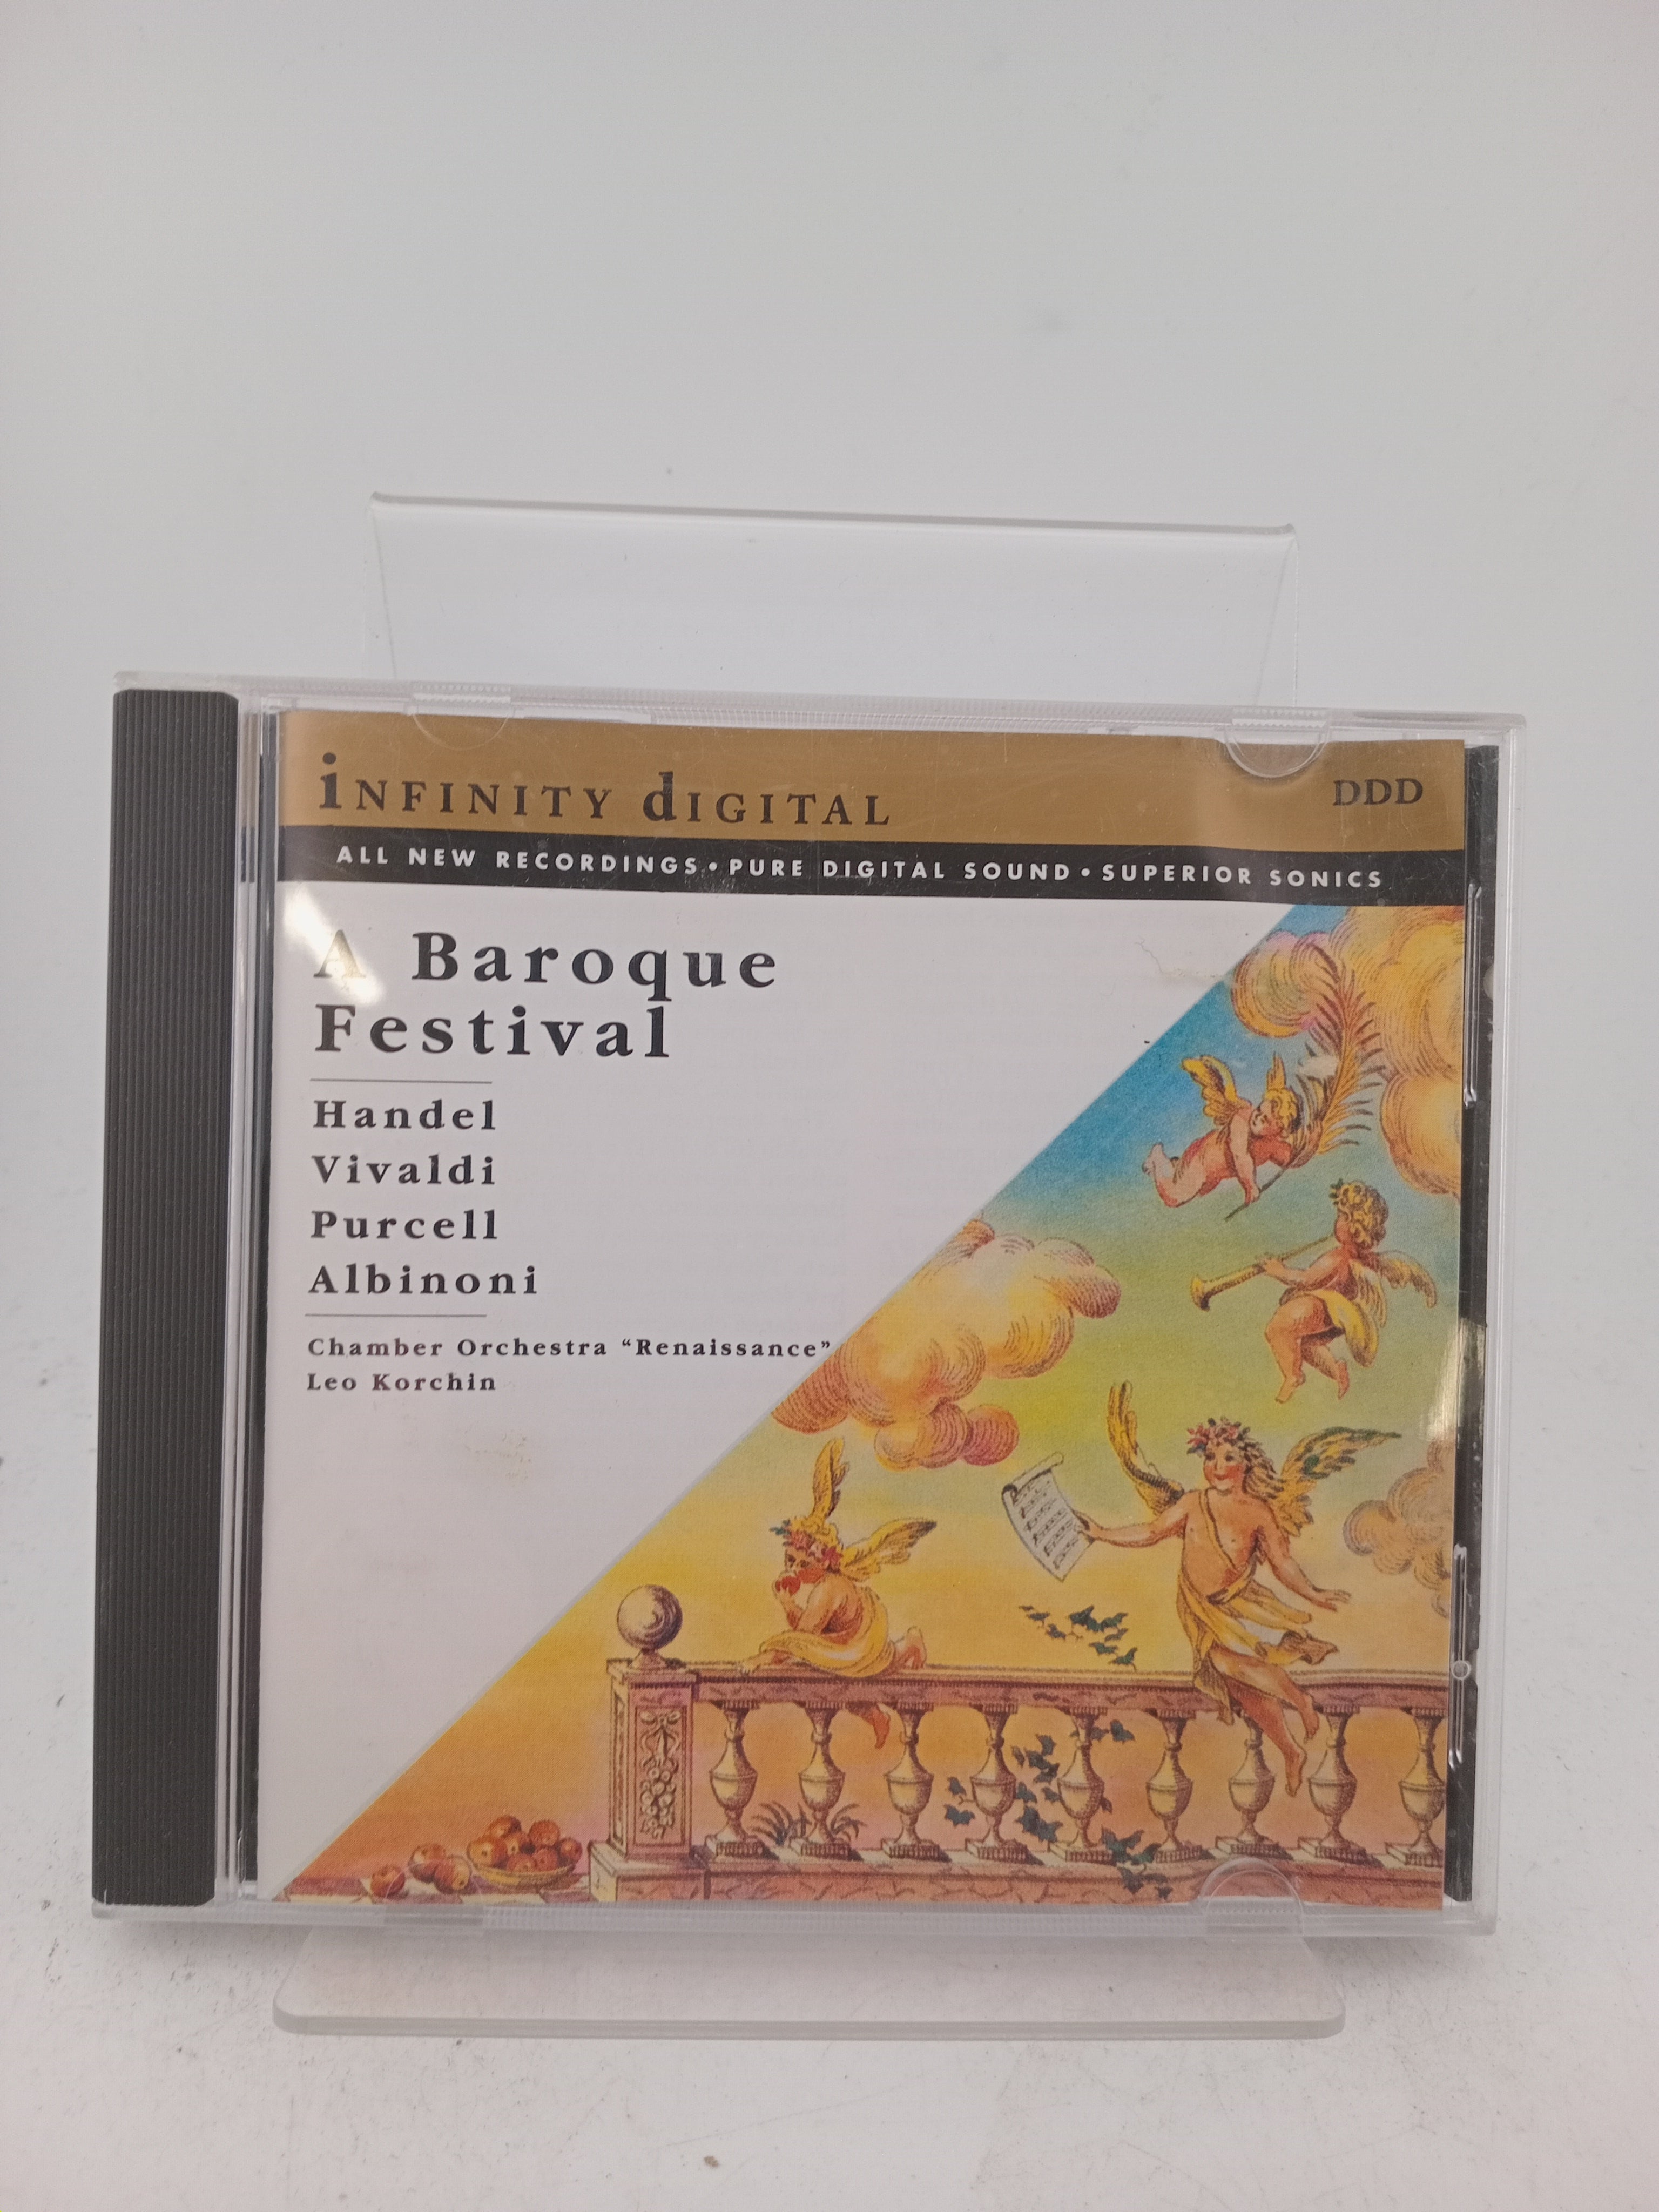 iNFINITY dIGITAL
DDD
ALL NEW RECORDINGS • PURE DIGITAL SOUND • SUPERIOR SONICS
A Baroque
Festival
Handel
Vivaldi
Purcell
Albinoni
Chamber Orchestra “Renaissance”
Leo Korchin